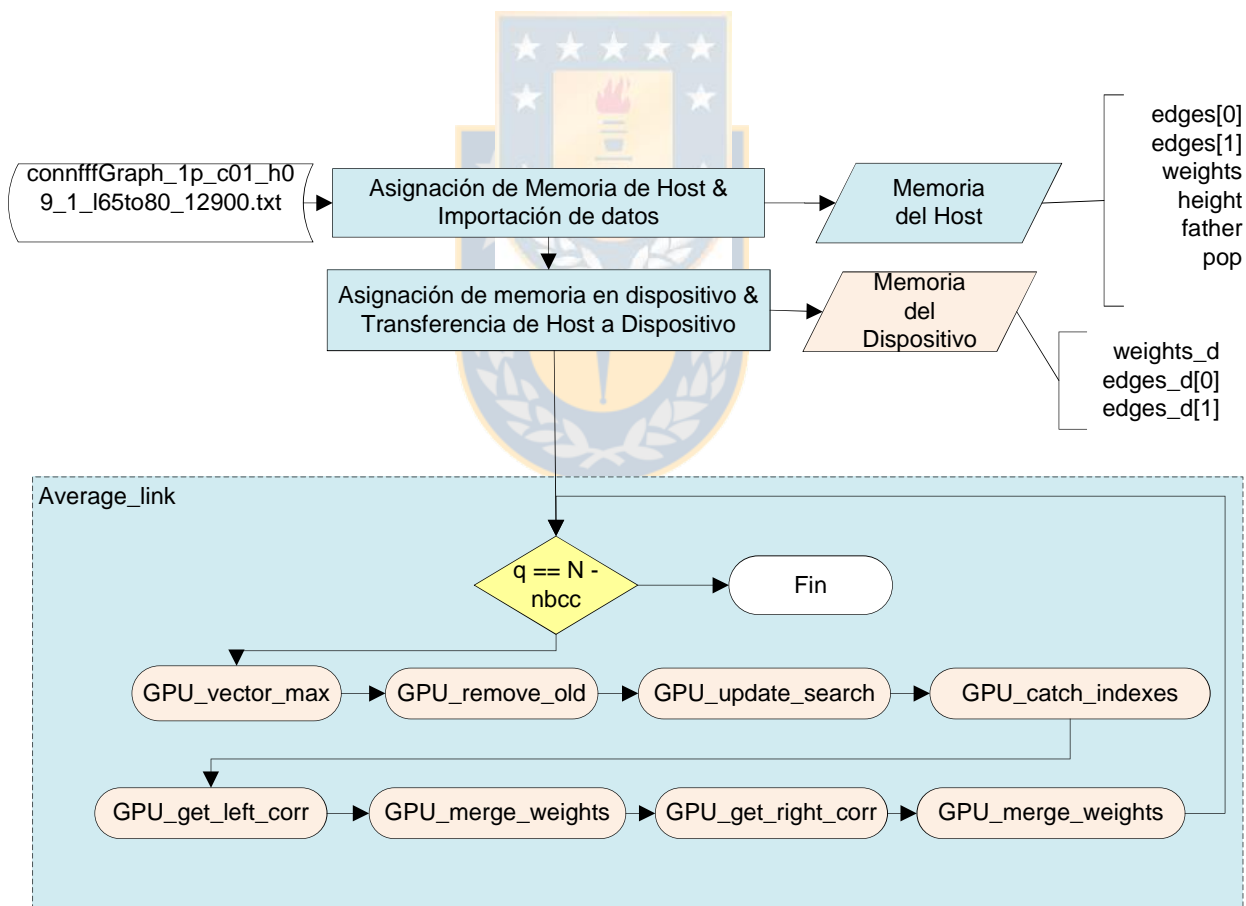 connfffGraph_1p_c01_h0
9_1_l65to80_12900.txt
Asignación de Memoria de Host &
Importación de datos
Memoria
del Host
edges[0]
edges[1]
weights
height
father
pop
Asignación de memoria en dispositivo &
Transferencia de Host a Dispositivo
Memoria
del
Dispositivo
weights_d
edges_d[0]
edges_d[1]
Average_link
q == N -
nbcc
Fin
GPU_vector_max
GPU_remove_old
GPU_update_search
GPU_catch_indexes
GPU_get_left_corr
GPU_merge_weights
GPU_get_right_corr
GPU_merge_weights